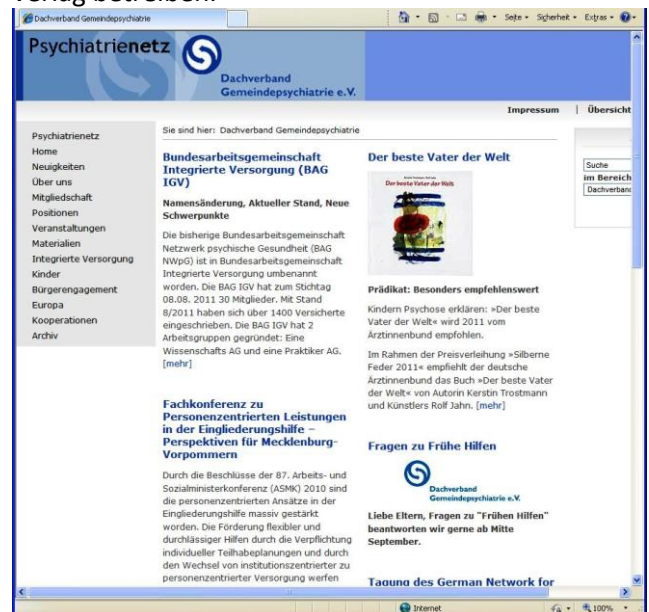 Verlag betreiben.
Dachverband Gemeindepsychiatrie
Seite
Sicherheit
Extras
Psychiatrienetz
Dachverband
Gemeindepsychiatrie e.V.
Impressum | Übersicht
Psychiatrienetz
Home
Neuigkeiten
Über uns
Mitgliedschaft
Positionen
Veranstaltungen
Materialien
Integrierte Versorgung
Kinder
Bürgerengagement
Europa
Kooperationen
Archiv
Sie sind hier: Dachverband Gemeindepsychiatrie
Bundesarbeitsgemeinschaft
Integrierte Versorgung (BAG
IGV)
Namensänderung, Aktueller Stand, Neue
Schwerpunkte
Die bisherige Bundesarbeitsgemeinschaft
Netzwerk psychische Gesundheit (BAG
NWpG) ist in Bundesarbeitsgemeinschaft
Integrierte Versorgung umbenannt
worden. Die BAG IGV hat zum Stichtag
08.08. 2011 30 Mitglieder. Mit Stand
8/2011 haben sich über 1400 Versicherte
eingeschrieben. Die BAG IGV hat 2
Arbeitsgruppen gegründet: Eine
Wissenschafts AG und eine Praktiker AG.
[mehr]
Fachkonferenz zu
Personenzentrierten Leistungen
in der Eingliederungshilfe –
Perspektiven für Mecklenburg-
Vorpommern
Durch die Beschlüsse der 87. Arbeits- und
Sozialministerkonferenz (ASMK) 2010 sind
die personenzentrierten Ansätze in der
Eingliederungshilfe massiv gestärkt
worden. Die Förderung flexibler und
durchlässiger Hilfen durch die Verpflichtung
individueller Teilhabeplanungen und durch
den Wechsel von institutionszentrierter zu
personenzentrierter Versorgung werfen
Der beste Vater der Welt
Der beste Vater der Welt
Prädikat: Besonders empfehlenswert
Kindern Psychose erklären: »Der beste
Vater der Welt« wird 2011 vom
Ärztinnenbund empfohlen.
Im Rahmen der Preisverleihung »Silberne
Feder 2011« empfiehlt der deutsche
Ärztinnenbund das Buch »Der beste Vater
der Welt« von Autorin Kerstin Trostmann
und Künstlers Rolf Jahn. [mehr]
Fragen zu Frühe Hilfen
Dachverband
Gemeindepsychiatrie e.V.
Liebe Eltern, Fragen zu "Frühen Hilfen"
beantworten wir gerne ab Mitte
September.
Tagung des German Network for
Suche
im Bereich
Dachverband
Internet
100%